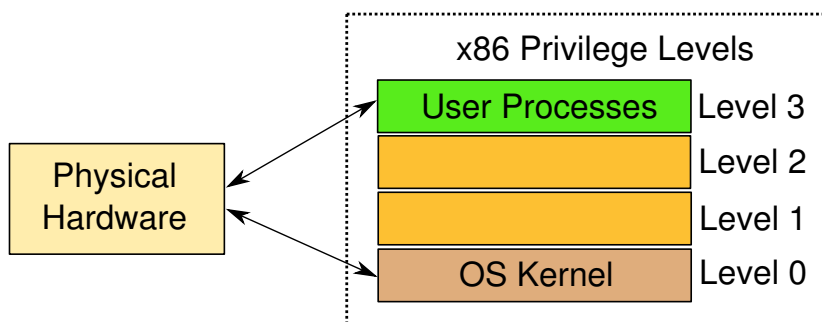 x86 Privilege Levels
User Processes Level 3
Level 2
Physical
Hardware
Level 1
OS Kernel Level 0